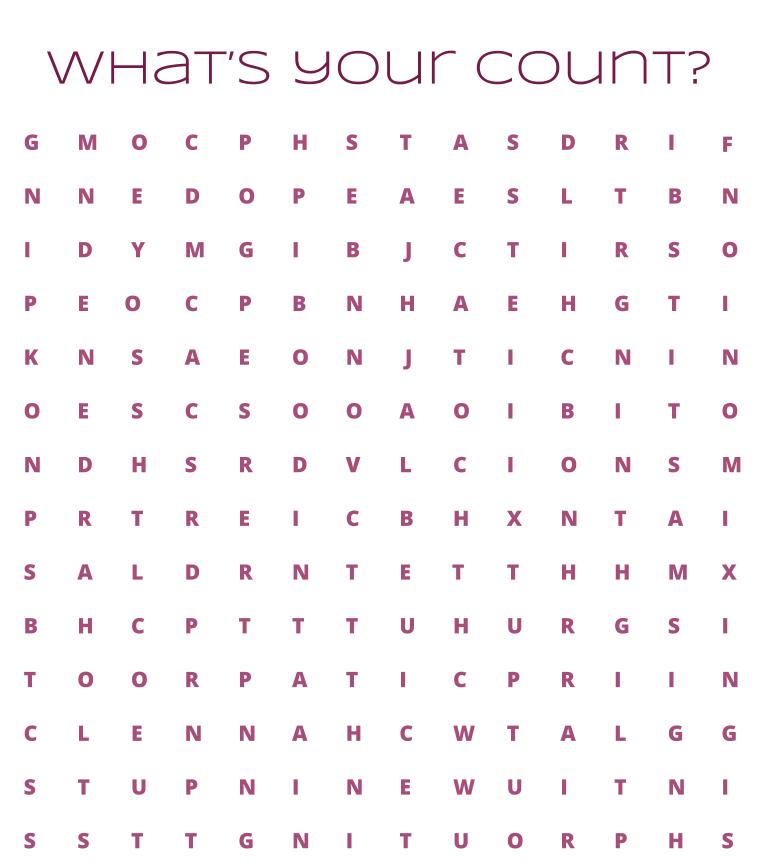 What's your count?
G M O C P H S T A S D R I F
N N E D O P E A E S L T B N
I D Y M G I B J C T I R S O
P E O C P B N H A E H G T I
K N S A E O N J T I C N I N
O E S C S O O A O I B I T O
N D H S R D V L C I O N S M
P R T R E I C B H X N T A I
S A L D R N T E T T H H M X
B H C P T T T U H U R G S I
T O O R P A T I C P R I I N
C L E N N A H C W T A L G G
S T U P N I N E W U I T N I
S S T T G N I T U O R P H S